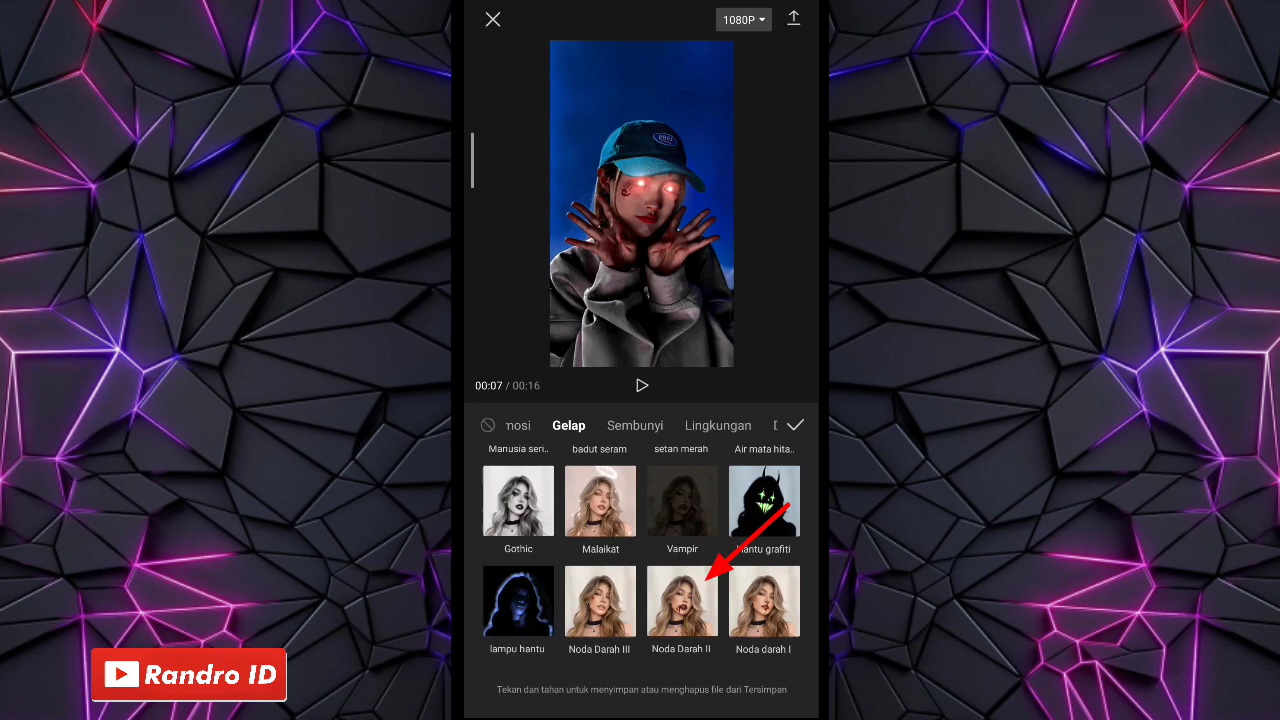 1080P
00:07 / 00:16
mosi Gelap Sembunyi Lingkungan
Manusia seri.. badut seram setan merah Air mata hita..
Gothic Malaikat Vampir Hantu grafiti
lampu hantu Noda Darah III Noda Darah II Noda darah I
Tekan dan tahan untuk menyimpan atau menghapus file dari Tersimpan
Randro ID